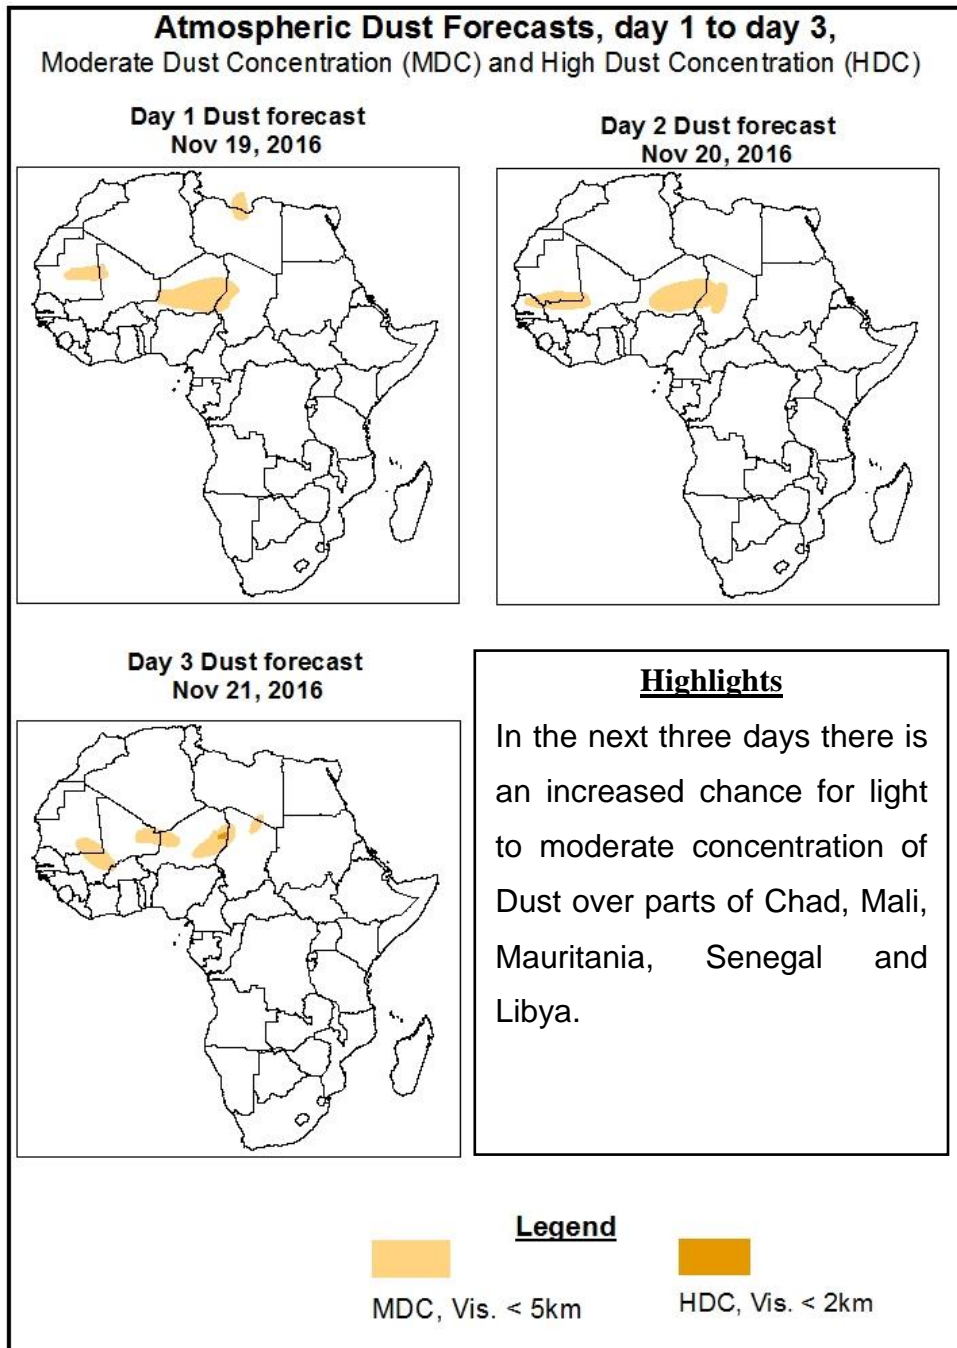 Atmospheric Dust Forecasts, day 1 to day 3,
Moderate Dust Concentration (MDC) and High Dust Concentration (HDC)
Day 1 Dust forecast
Nov 19, 2016
Day 2 Dust forecast
Nov 20, 2016
Day 3 Dust forecast
Nov 21, 2016
Highlights
In the next three days there is
an increased chance for light
to moderate concentration of
Dust over parts of Chad, Mali,
Mauritania, Senegal and
Libya.
Legend
MDC, Vis. < 5km
HDC, Vis. < 2km